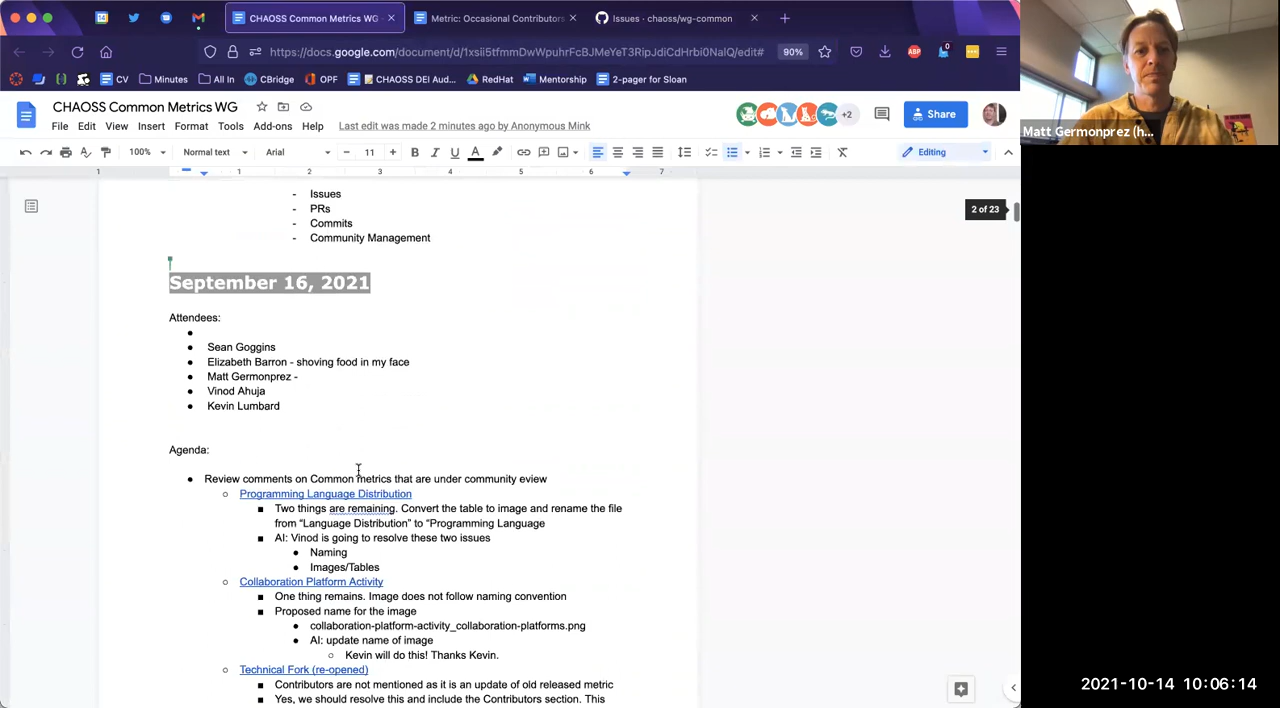 CHAOSS Common Metrics WG
Metric: Occasional Contributors
Issues · chaoss/wg-common
https://docs.google.com/document/d/1xsii5tfmmDwWpuhrFcBJMeYeT3RipJdiCdHrbi0NalQ/edit#
90%
CV
Minutes
All In
CBridge
OPF
CHAOSS DEI Aud...
RedHat
Mentorship
2-pager for Sloan
CHAOSS Common Metrics WG
File Edit View Insert Format Tools Add-ons Help Last edit was made 2 minutes ago by Anonymous Mink
+2
Share
100% Normal text Arial 11 Editing
1 1 2 3 4 5 6 7
2 of 23
- Issues
- PRs
- Commits
- Community Management
September 16, 2021
Attendees:
Sean Goggins
Elizabeth Barron - shoving food in my face
Matt Germonprez -
Vinod Ahuja
Kevin Lumbard
Agenda:
Review comments on Common metrics that are under community eview
Programming Language Distribution
Two things are remaining. Convert the table to image and rename the file
from “Language Distribution” to “Programming Language
AI: Vinod is going to resolve these two issues
Naming
Images/Tables
Collaboration Platform Activity
One thing remains. Image does not follow naming convention
Proposed name for the image
collaboration-platform-activity_collaboration-platforms.png
AI: update name of image
Kevin will do this! Thanks Kevin.
Technical Fork (re-opened)
Contributors are not mentioned as it is an update of old released metric
Yes, we should resolve this and include the Contributors section. This
Matt Germonprez (h...
2021-10-14 10:06:14